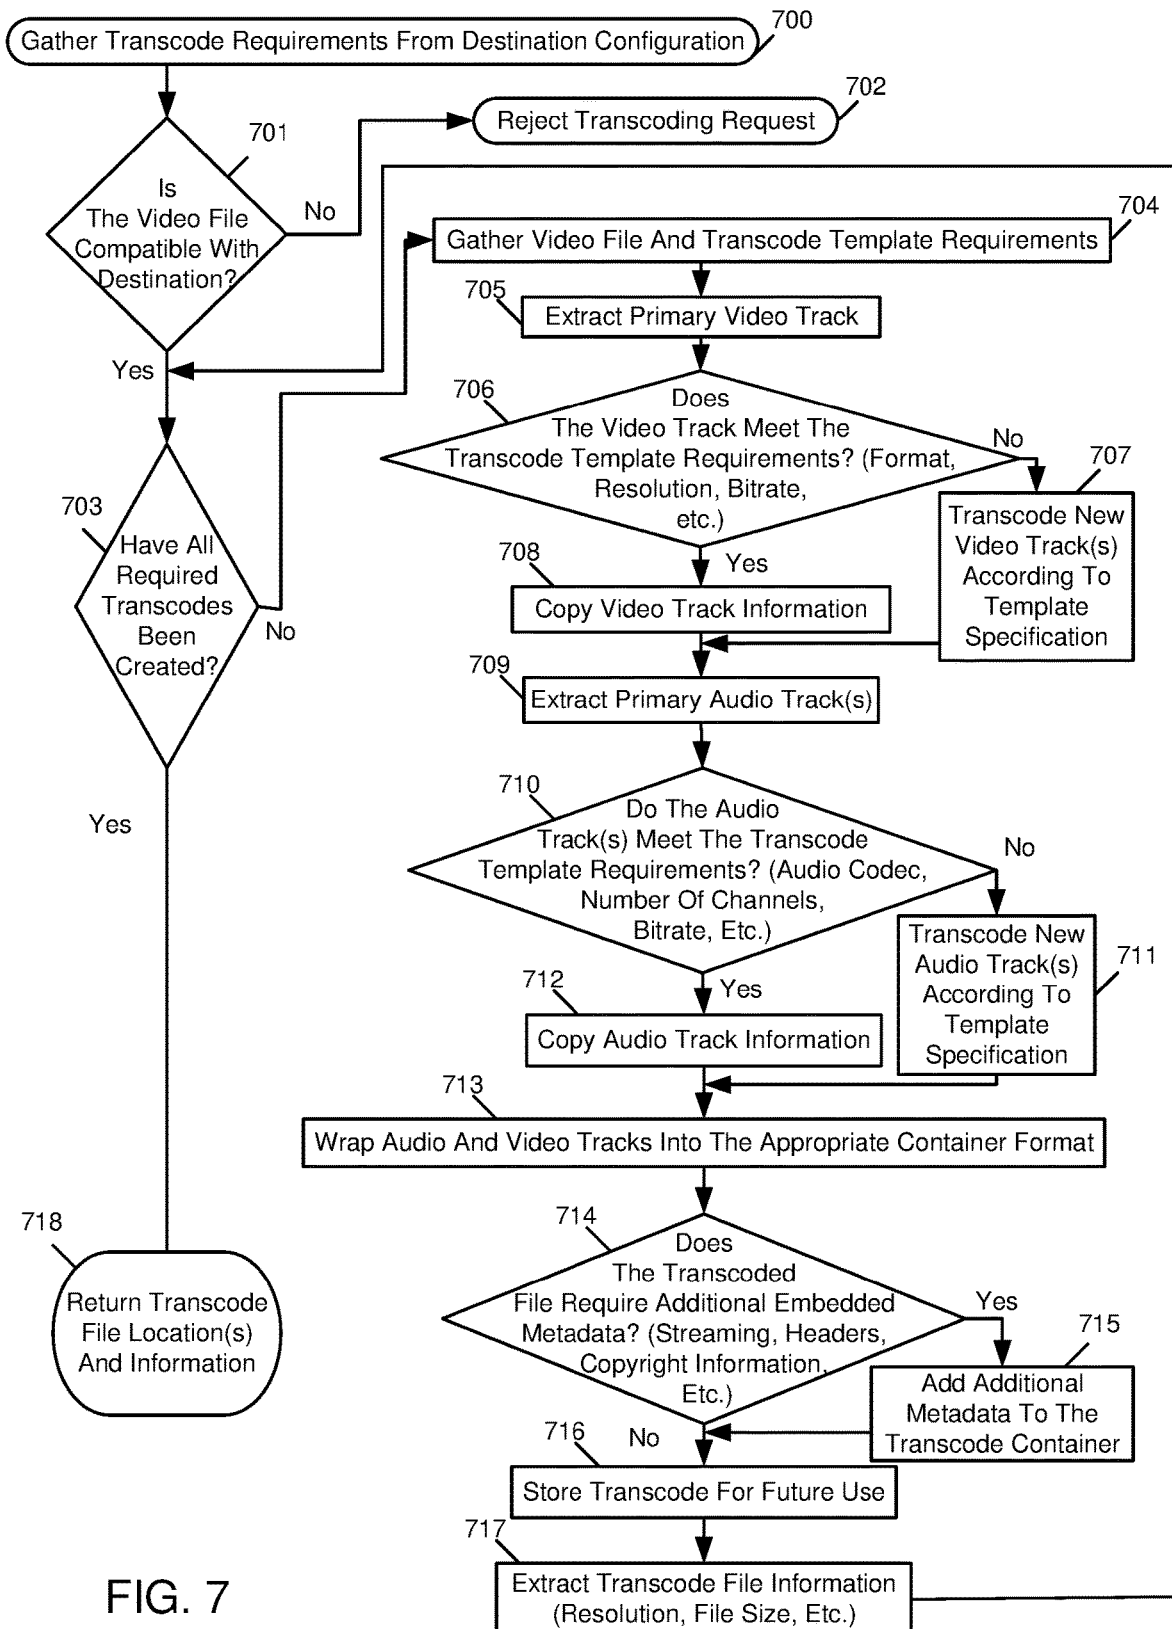 Gather Transcode Requirements From Destination Configuration
700
702
Reject Transcoding Request
701
Is
The Video File
Compatible With
Destination?
No
Yes
704
Gather Video File And Transcode Template Requirements
705
Extract Primary Video Track
706
Does
The Video Track Meet The
Transcode Template Requirements? (Format,
Resolution, Bitrate,
etc.)
No
707
Transcode New
Video Track(s)
According To
Template
Specification
Yes
703
Have All
Required
Transcodes
Been
Created?
No
Yes
708
Copy Video Track Information
709
Extract Primary Audio Track(s)
710
Do The Audio
Track(s) Meet The Transcode
Template Requirements? (Audio Codec,
Number Of Channels,
Bitrate, Etc.)
No
Transcode New
Audio Track(s)
According To
Template
Specification
711
Yes
712
Copy Audio Track Information
713
Wrap Audio And Video Tracks Into The Appropriate Container Format
714
Does
The Transcoded
File Require Additional Embedded
Metadata? (Streaming, Headers,
Copyright Information,
Etc.)
Yes
715
Add Additional
Metadata To The
Transcode Container
No
716
Store Transcode For Future Use
717
Extract Transcode File Information
(Resolution, File Size, Etc.)
718
Return Transcode
File Location(s)
And Information
FIG. 7